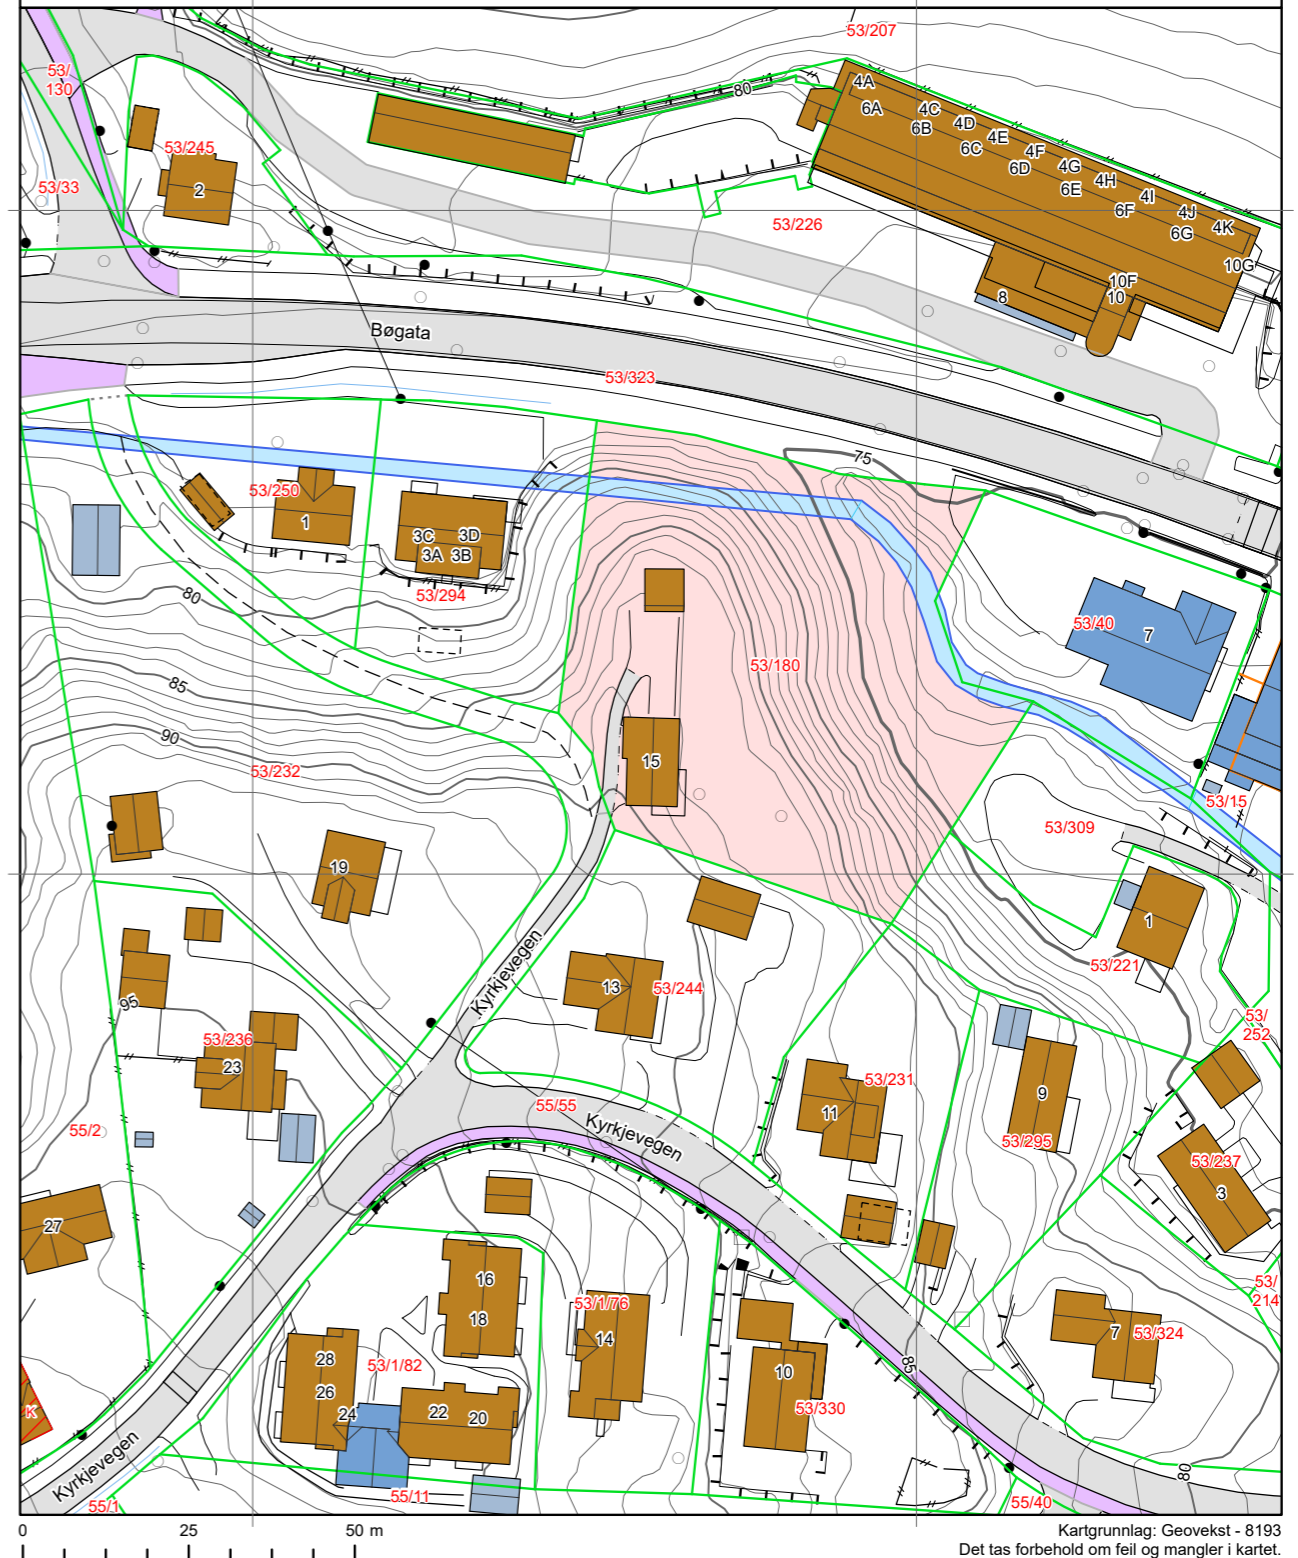 53/207
53/
130
4A
6A
80
4C
6B
4D
6C
4E
4F
6D
4G
6E
4H
6F
4I
4J
6G
4K
53/245
2
53/33
53/226
10G
10F
8
10
Bøgata
53/323
75
53/250
1
3C
3D
3A
3B
53/294
80
53/40
7
53/180
85
90
53/232
15
53/15
53/309
19
1
Kyrkjevegen
53/221
13
53/244
95
53/
252
53/236
23
53/231
9
11
55/55
Kyrkjevegen
55/2
53/295
53/237
3
27
16
18
53/1/76
14
53/
214
7
53/324
28
53/1/82
26
10
85
24
22
20
53/330
K
Kyrkjevegen
80
55/1
55/11
55/40
0
25
50 m
Kartgrunnlag: Geovekst - 8193
Det tas forbehold om feil og mangler i kartet.